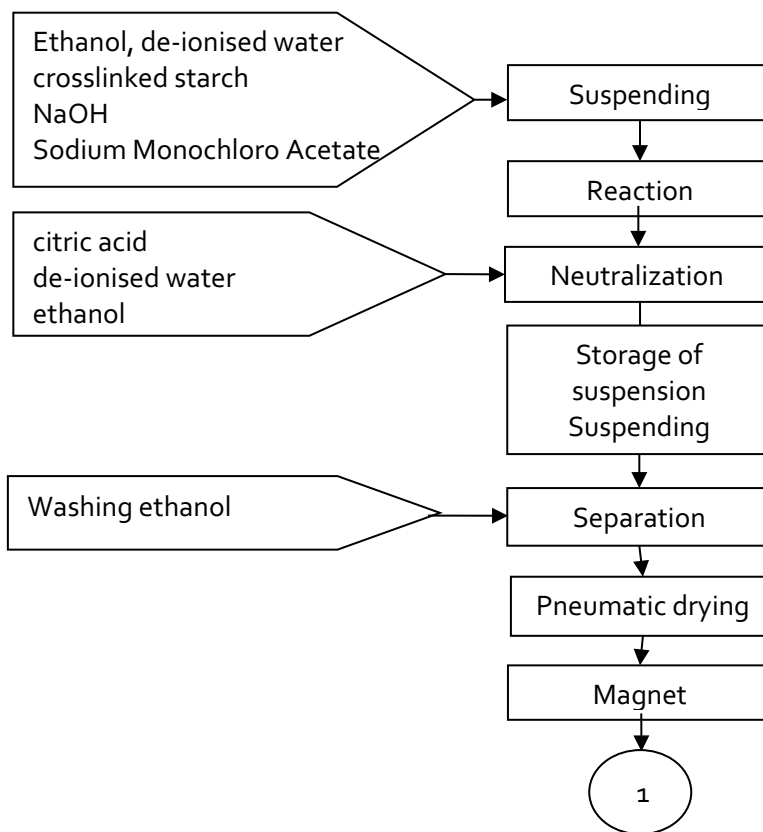 Ethanol, de-ionised water
crosslinked starch
NaOH
Sodium Monochloro Acetate
Suspending
Reaction
citric acid
de-ionised water
ethanol
Neutralization
Storage of
suspension
Suspending
Washing ethanol
Separation
Pneumatic drying
Magnet
1